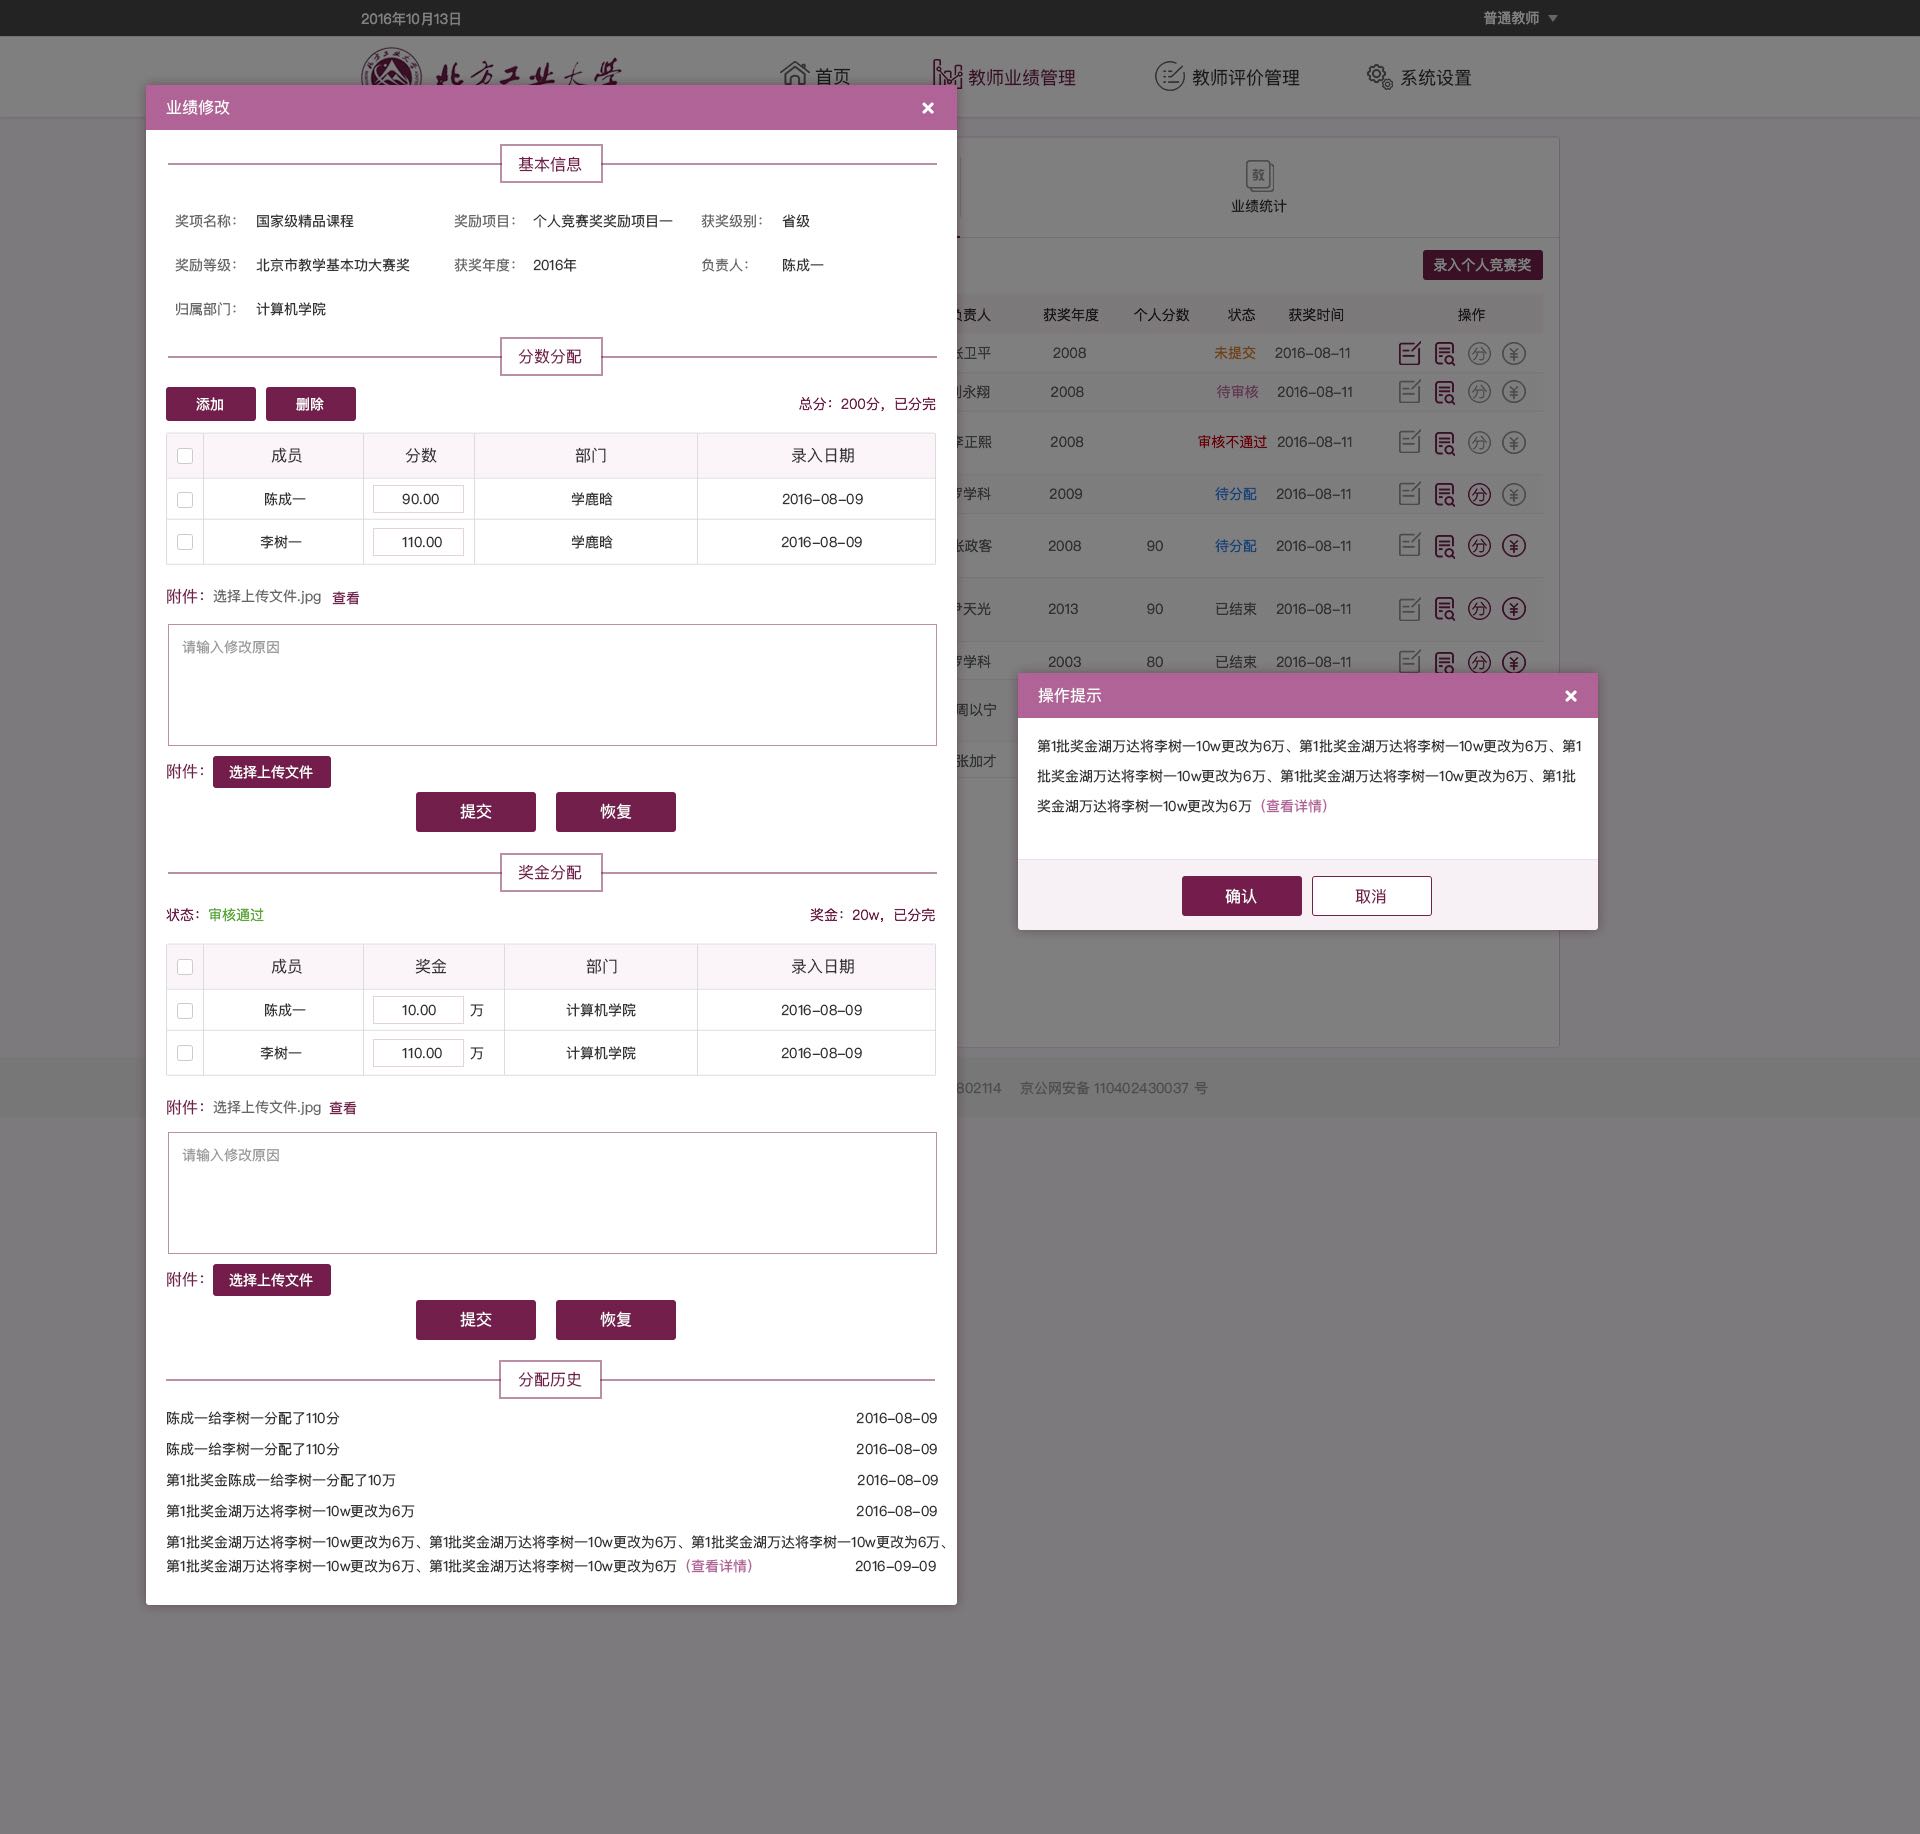 2016年10月13日
普通教师
北方工业大学
首页
教师业绩管理
教师评价管理
系统设置
业绩修改
基本信息
奖项名称： 国家级精品课程 奖励项目： 个人竞赛奖奖励项目一 获奖级别： 省级
奖励等级： 北京市教学基本功大赛奖 获奖年度： 2016年 负责人： 陈成一
归属部门： 计算机学院
分数分配
添加 删除 总分：200分，已分完
成员 分数 部门 录入日期
陈成一 90.00 学鹿晗 2016-08-09
李树一 110.00 学鹿晗 2016-08-09
附件：选择上传文件.jpg 查看
请输入修改原因
附件： 选择上传文件
提交 恢复
奖金分配
状态：审核通过 奖金：20w，已分完
成员 奖金 部门 录入日期
陈成一 10.00 万 计算机学院 2016-08-09
李树一 110.00 万 计算机学院 2016-08-09
附件：选择上传文件.jpg 查看
请输入修改原因
附件： 选择上传文件
提交 恢复
分配历史
陈成一给李树一分配了110分 2016-08-09
陈成一给李树一分配了110分 2016-08-09
第1批奖金陈成一给李树一分配了10万 2016-08-09
第1批奖金湖万达将李树一10w更改为6万 2016-08-09
第1批奖金湖万达将李树一10w更改为6万、第1批奖金湖万达将李树一10w更改为6万、第1批奖金湖万达将李树一10w更改为6万、
第1批奖金湖万达将李树一10w更改为6万、第1批奖金湖万达将李树一10w更改为6万（查看详情） 2016-09-09
教
业绩统计
录入个人竞赛奖
责人 获奖年度 个人分数 状态 获奖时间 操作
卫平 2008 未提交 2016-08-11 分 ¥
永翔 2008 待审核 2016-08-11 分 ¥
正熙 2008 审核不通过 2016-08-11 分 ¥
学科 2009 待分配 2016-08-11 分 ¥
政客 2008 90 待分配 2016-08-11 分 ¥
天光 2013 90 已结束 2016-08-11 分 ¥
学科 2003 80 已结束 2016-08-11 分 ¥
周以宁
张加才
操作提示
第1批奖金湖万达将李树一10w更改为6万、第1批奖金湖万达将李树一10w更改为6万、第1
批奖金湖万达将李树一10w更改为6万、第1批奖金湖万达将李树一10w更改为6万、第1批
奖金湖万达将李树一10w更改为6万（查看详情）
确认 取消
802114 京公网安备 110402430037 号